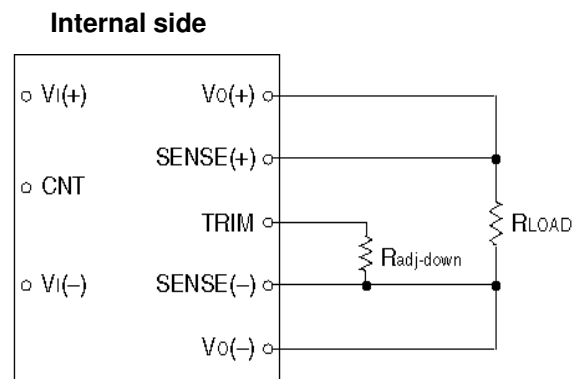 Internal side
VI(+) VO(+)
SENSE(+)
CNT
TRIM RLOAD
Radj-down
VI(–) SENSE(–)
VO(–)